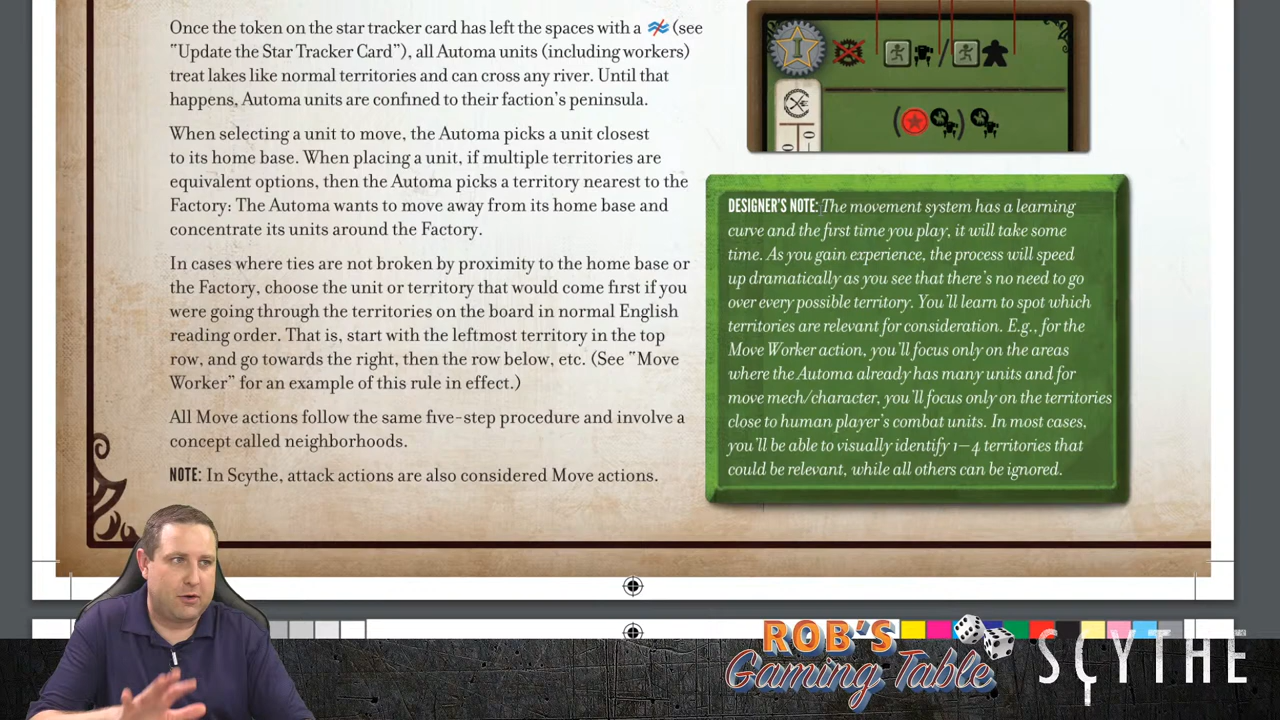 Once the token on the star tracker card has left the spaces with a (see
"Update the Star Tracker Card"), all Automa units (including workers)
treat lakes like normal territories and can cross any river. Until that
happens, Automa units are confined to their faction's peninsula.
When selecting a unit to move, the Automa picks a unit closest
to its home base. When placing a unit, if multiple territories are
equivalent options, then the Automa picks a territory nearest to the
Factory: The Automa wants to move away from its home base and
concentrate its units around the Factory.
In cases where ties are not broken by proximity to the home base or
the Factory, choose the unit or territory that would come first if you
were going through the territories on the board in normal English
reading order. That is, start with the leftmost territory in the top
row, and go towards the right, then the row below, etc. (See "Move
Worker" for an example of this rule in effect.)
All Move actions follow the same five-step procedure and involve a
concept called neighborhoods.
NOTE: In Scythe, attack actions are also considered Move actions.
I
/
( )
0 0
DESIGNER'S NOTE: The movement system has a learning
curve and the first time you play, it will take some
time. As you gain experience, the process will speed
up dramatically as you see that there's no need to go
over every possible territory. You'll learn to spot which
territories are relevant for consideration. E.g., for the
Move Worker action, you'll focus only on the areas
where the Automa already has many units and for
move mech/character, you'll focus only on the territories
close to human player's combat units. In most cases,
you'll be able to visually identify 1–4 territories that
could be relevant, while all others can be ignored.
ROB'S
Gaming Table
SCYTHE